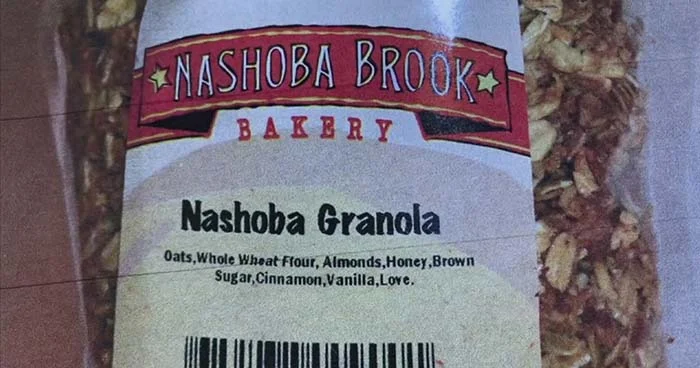 NASHOBA BROOK
BAKERY
Nashoba Granola
Oats,Whole Wheat Flour, Almonds,Honey,Brown
Sugar,Cinnamon,Vanilla,Love.